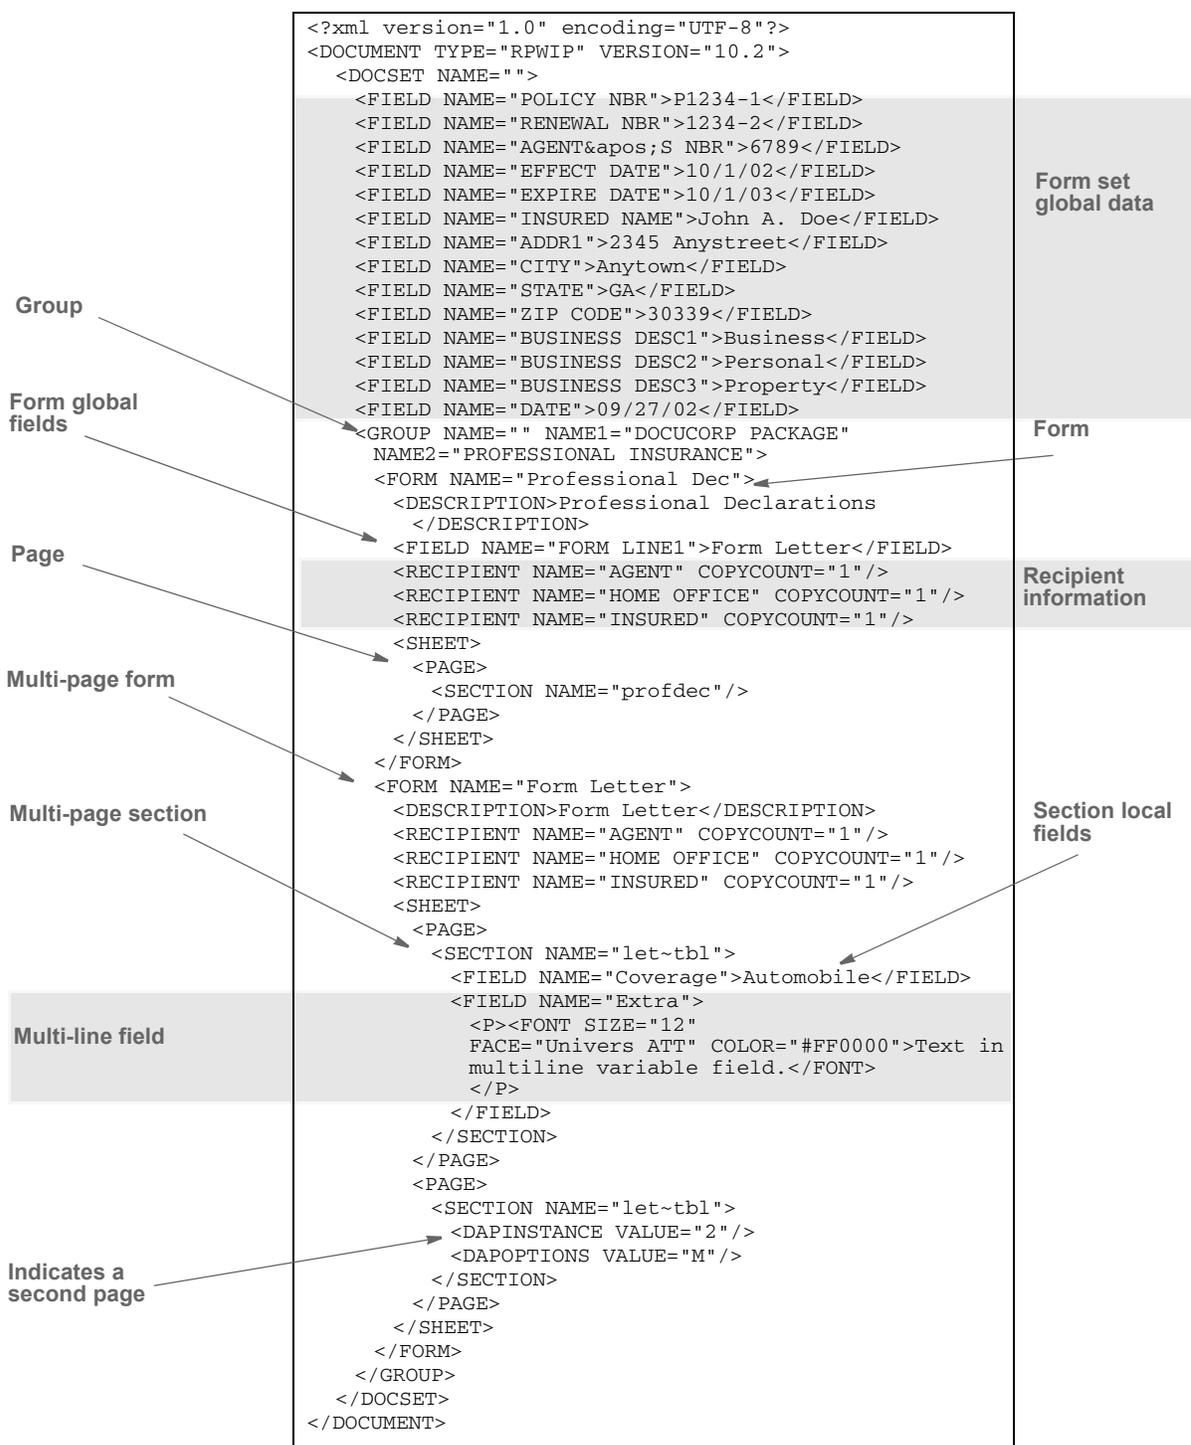 <?xml version="1.0" encoding="UTF-8"?>
<DOCUMENT TYPE="RPWIP" VERSION="10.2">
<DOCSET NAME="">
<FIELD NAME="POLICY NBR">P1234-1</FIELD>
<FIELD NAME="RENEWAL NBR">1234-2</FIELD>
<FIELD NAME="AGENT&apos;S NBR">6789</FIELD>
<FIELD NAME="EFFECT DATE">10/1/02</FIELD>
<FIELD NAME="EXPIRE DATE">10/1/03</FIELD>
<FIELD NAME="INSURED NAME">John A. Doe</FIELD>
<FIELD NAME="ADDR1">2345 Anystreet</FIELD>
<FIELD NAME="CITY">Anytown</FIELD>
<FIELD NAME="STATE">GA</FIELD>
<FIELD NAME="ZIP CODE">30339</FIELD>
<FIELD NAME="BUSINESS DESC1">Business</FIELD>
<FIELD NAME="BUSINESS DESC2">Personal</FIELD>
<FIELD NAME="BUSINESS DESC3">Property</FIELD>
<FIELD NAME="DATE">09/27/02</FIELD>
<GROUP NAME="" NAME1="DOCUCORP PACKAGE"
NAME2="PROFESSIONAL INSURANCE">
<FORM NAME="Professional Dec">
<DESCRIPTION>Professional Declarations
</DESCRIPTION>
<FIELD NAME="FORM LINE1">Form Letter</FIELD>
<RECIPIENT NAME="AGENT" COPYCOUNT="1"/>
<RECIPIENT NAME="HOME OFFICE" COPYCOUNT="1"/>
<RECIPIENT NAME="INSURED" COPYCOUNT="1"/>
<SHEET>
<PAGE>
<SECTION NAME="profdec"/>
</PAGE>
</SHEET>
</FORM>
<FORM NAME="Form Letter">
<DESCRIPTION>Form Letter</DESCRIPTION>
<RECIPIENT NAME="AGENT" COPYCOUNT="1"/>
<RECIPIENT NAME="HOME OFFICE" COPYCOUNT="1"/>
<RECIPIENT NAME="INSURED" COPYCOUNT="1"/>
<SHEET>
<PAGE>
<SECTION NAME="let~tbl">
<FIELD NAME="Coverage">Automobile</FIELD>
<FIELD NAME="Extra">
<P><FONT SIZE="12"
FACE="Univers ATT" COLOR="#FF0000">Text in
multiline variable field.</FONT>
</P>
</FIELD>
</SECTION>
</PAGE>
<PAGE>
<SECTION NAME="let~tbl">
<DAPINSTANCE VALUE="2"/>
<DAPOPTIONS VALUE="M"/>
</SECTION>
</PAGE>
</SHEET>
</FORM>
</GROUP>
</DOCSET>
</DOCUMENT>
Group
Form global
fields
Page
Multi-page form
Multi-page section
Multi-line field
Indicates a
second page
Form set
global data
Form
Recipient
information
Section local
fields